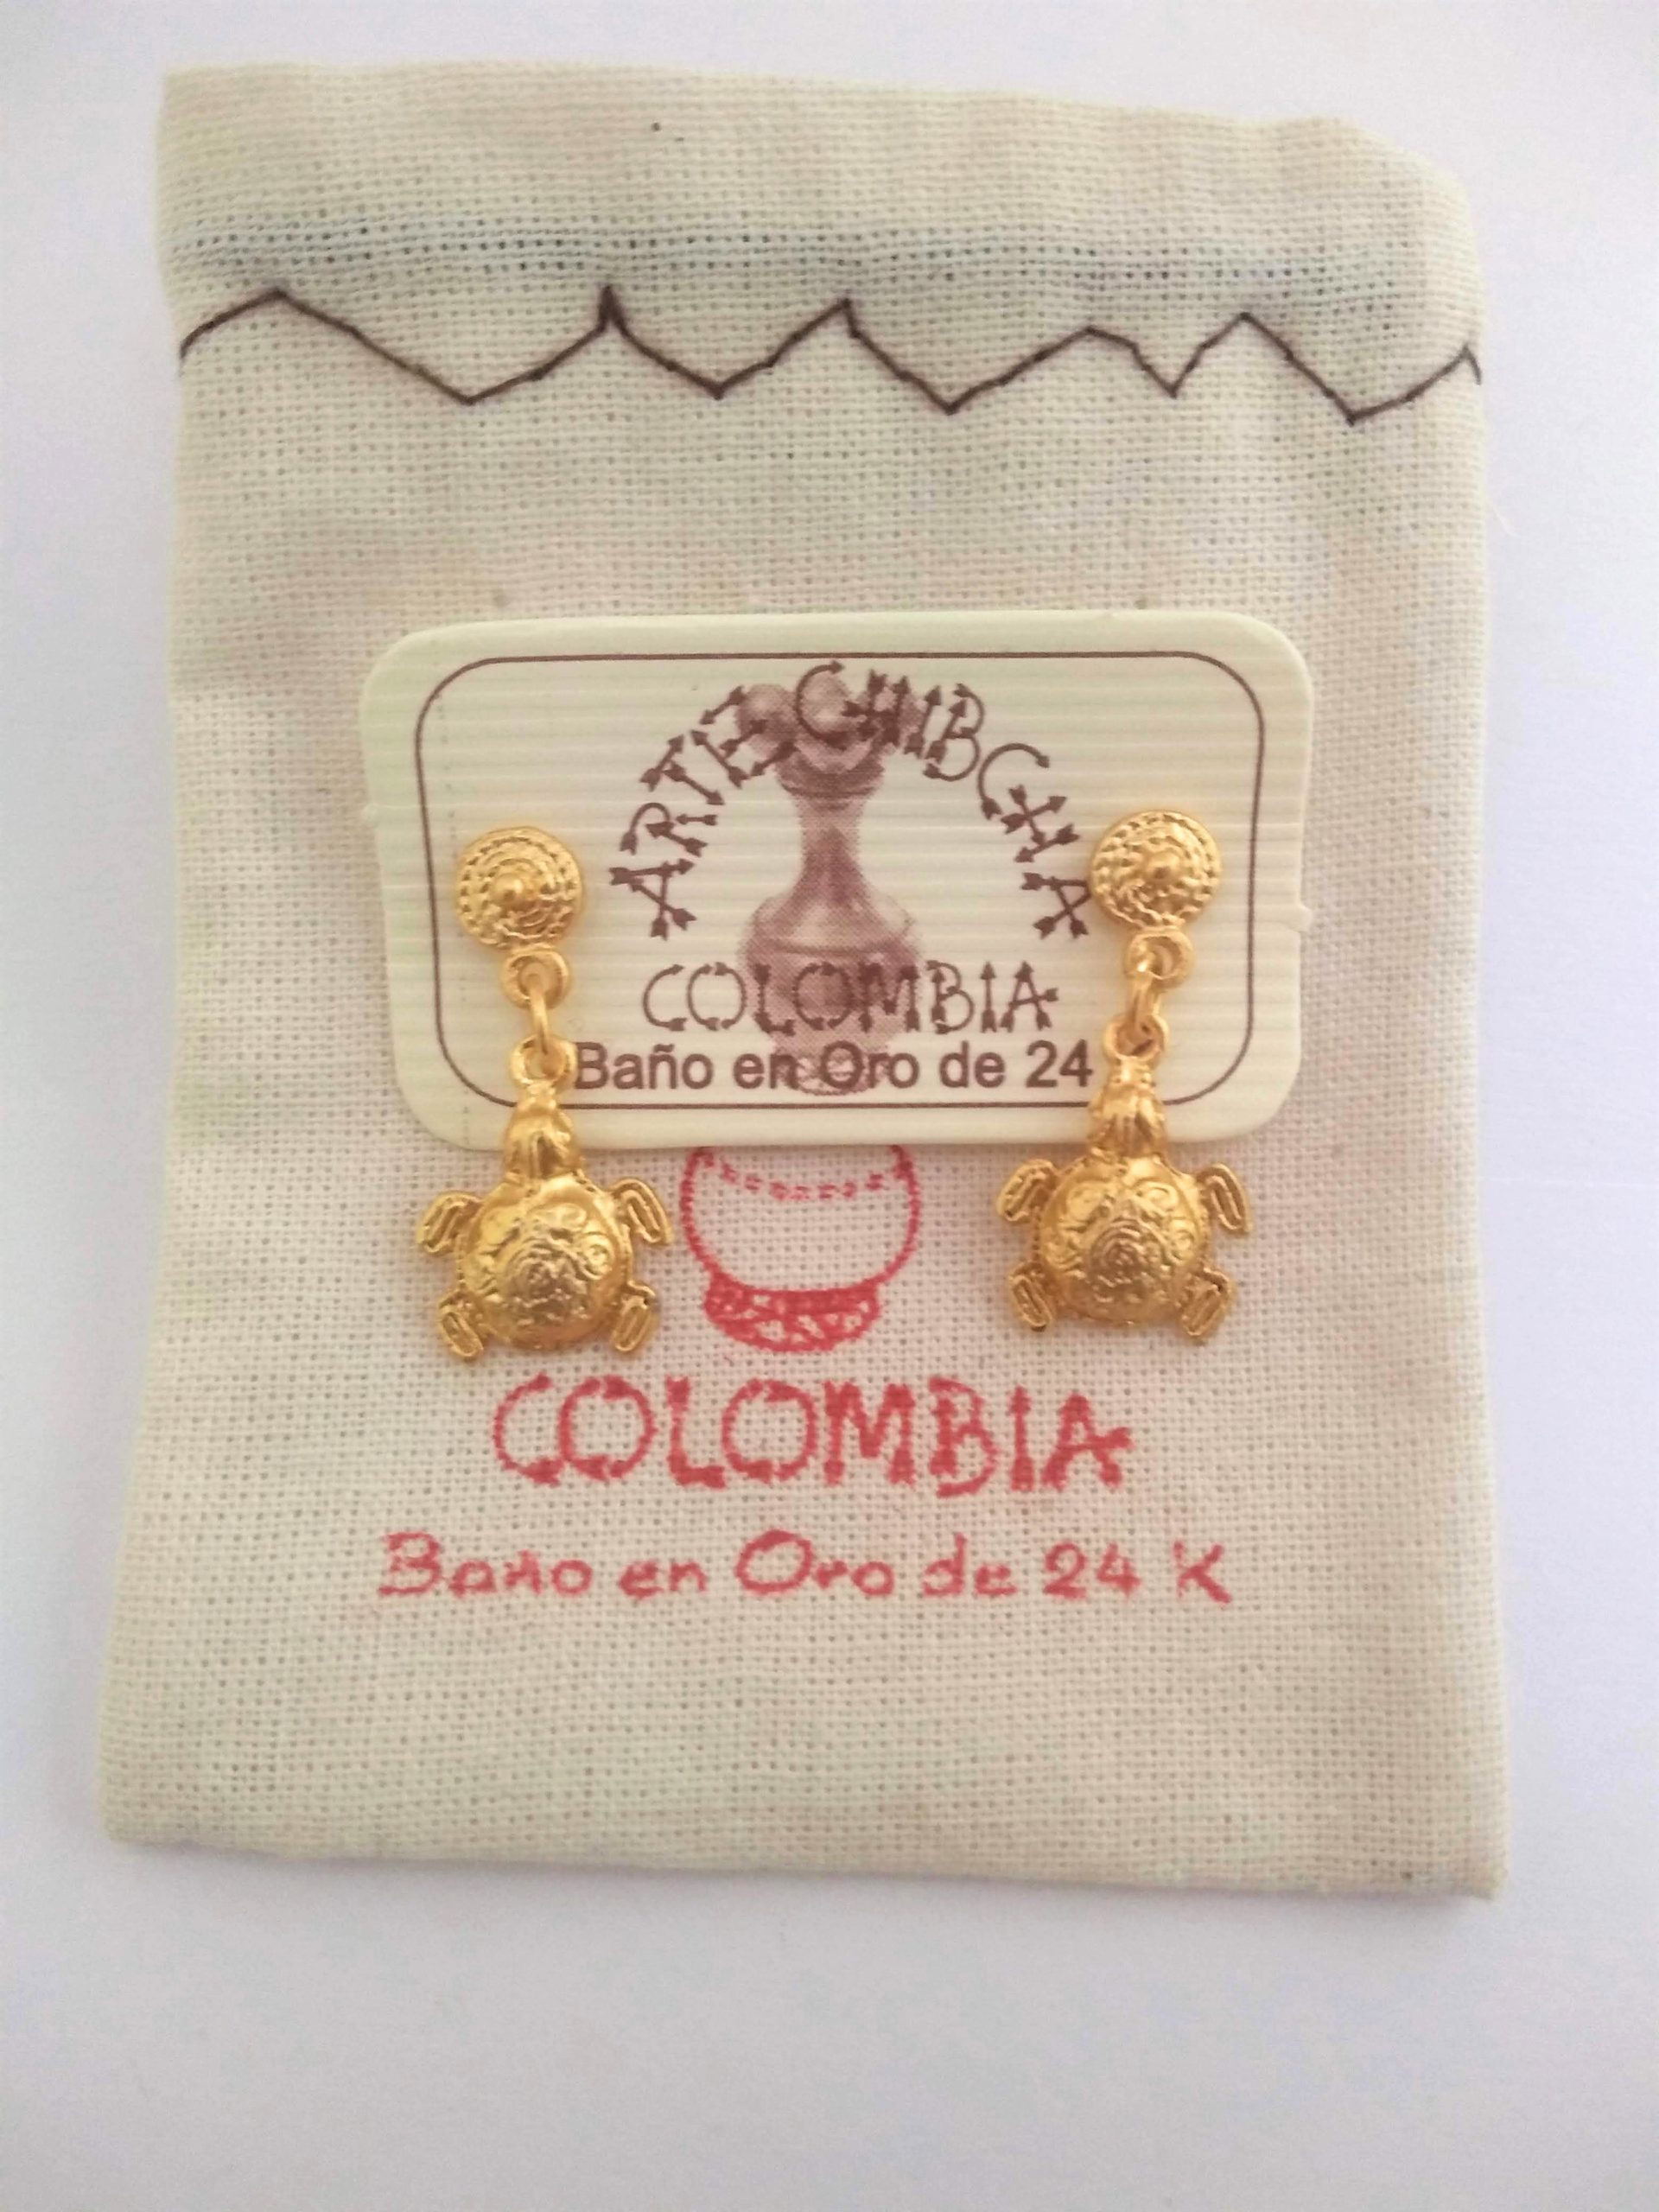 ARTE CHIBCHA
COLOMBIA
Baño en Oro de 24
COLOMBIA
Baño en Oro de 24 K